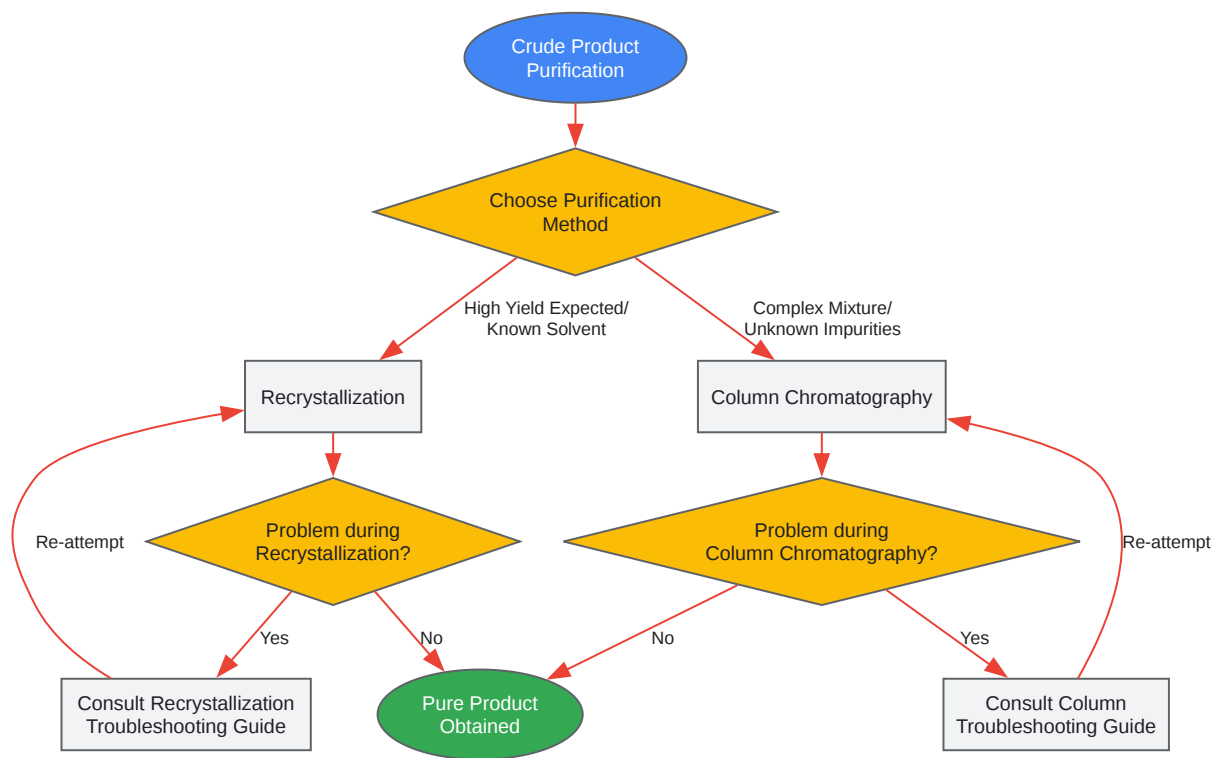 Crude Product
Purification
Choose Purification
Method
High Yield Expected/
Known Solvent
Complex Mixture/
Unknown Impurities
Recrystallization
Column Chromatography
Problem during
Recrystallization?
Problem during
Column Chromatography?
Re-attempt
Re-attempt
Yes
No
No
Yes
Consult Recrystallization
Troubleshooting Guide
Pure Product
Obtained
Consult Column
Troubleshooting Guide